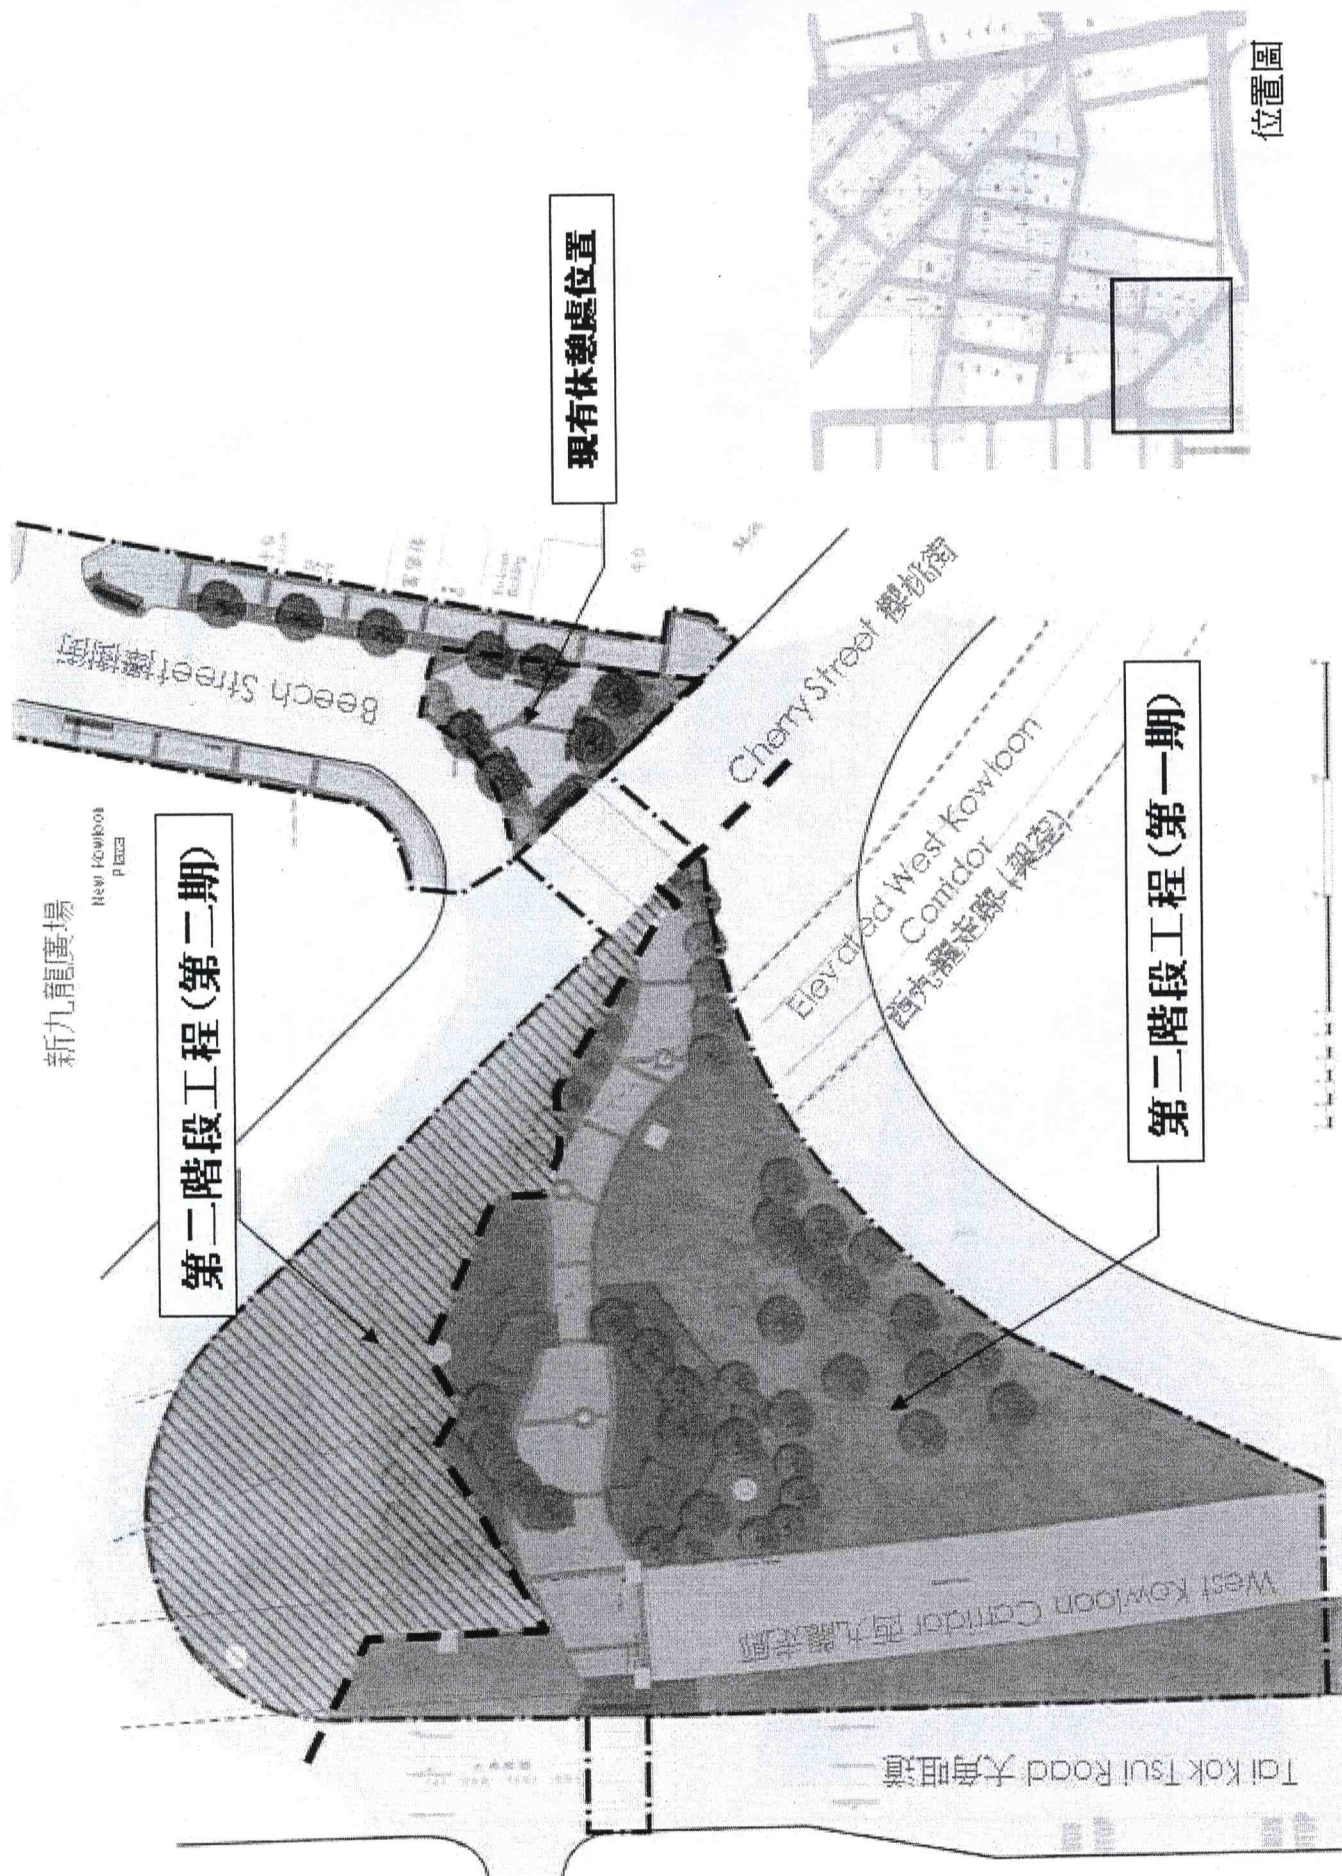 新九龍廣場
New Kowloon
Plaza
第二階段工程(第二期)
Beech Street 櫸樹街
現有休憩處位置
位置圖
Cherry Street 櫻桃街
Elevated West Kowloon
Corridor
西九龍走廊 (架空)
第二階段工程(第一期)
West Kowloon Corridor 西九龍走廊
Tai Kok Tsui Road 大角咀道